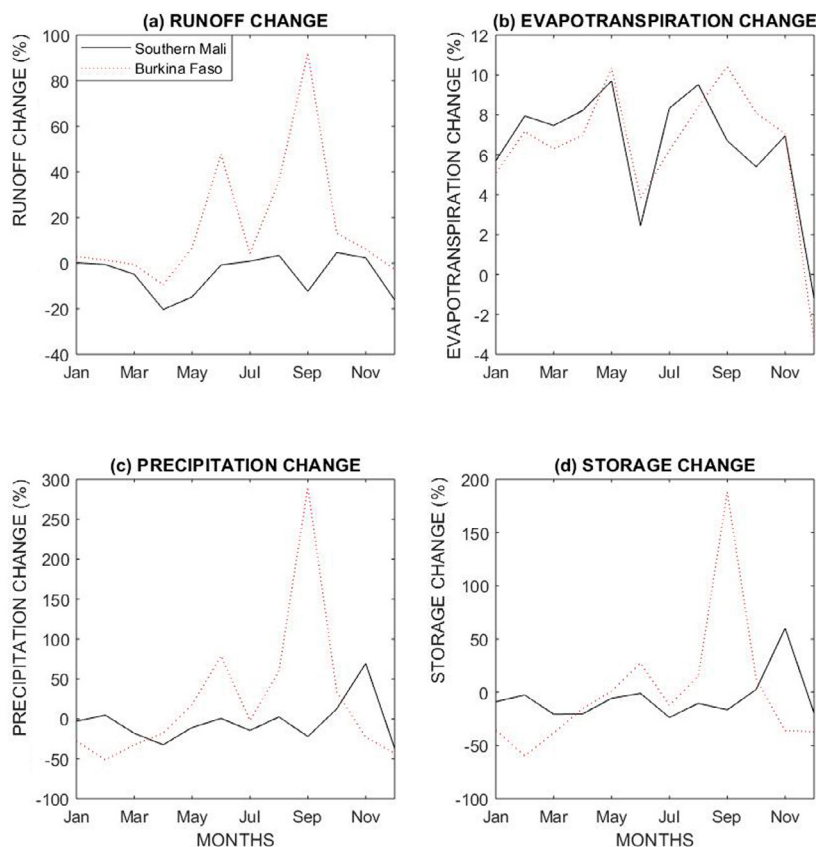 (a) RUNOFF CHANGE
RUNOFF CHANGE (%)
100
80
60
40
20
0
-20
-40
Southern Mali
Burkina Faso
Jan Mar May Jul Sep Nov
(b) EVAPOTRANSPIRATION CHANGE
EVAPOTRANSPIRATION CHANGE (%)
12
10
8
6
4
2
0
-2
-4
Jan Mar May Jul Sep Nov
(c) PRECIPITATION CHANGE
PRECIPITATION CHANGE (%)
300
250
200
150
100
50
0
-50
-100
Jan Mar May Jul Sep Nov
MONTHS
(d) STORAGE CHANGE
STORAGE CHANGE (%)
200
150
100
50
0
-50
-100
Jan Mar May Jul Sep Nov
MONTHS